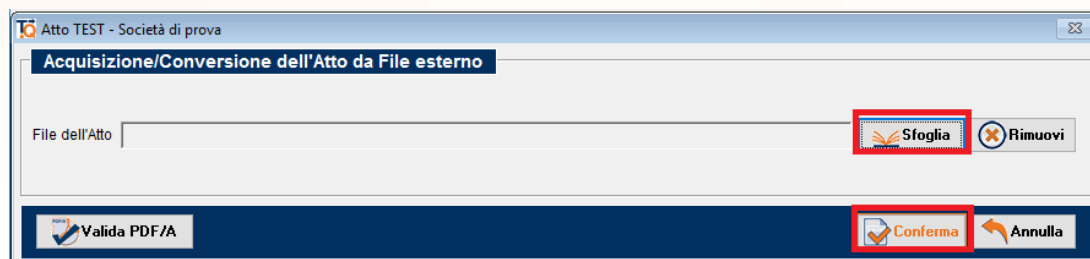 Atto TEST - Società di prova
Acquisizione/Conversione dell'Atto da File esterno
File dell'Atto Sfoglia Rimuovi
Valida PDF/A Conferma Annulla